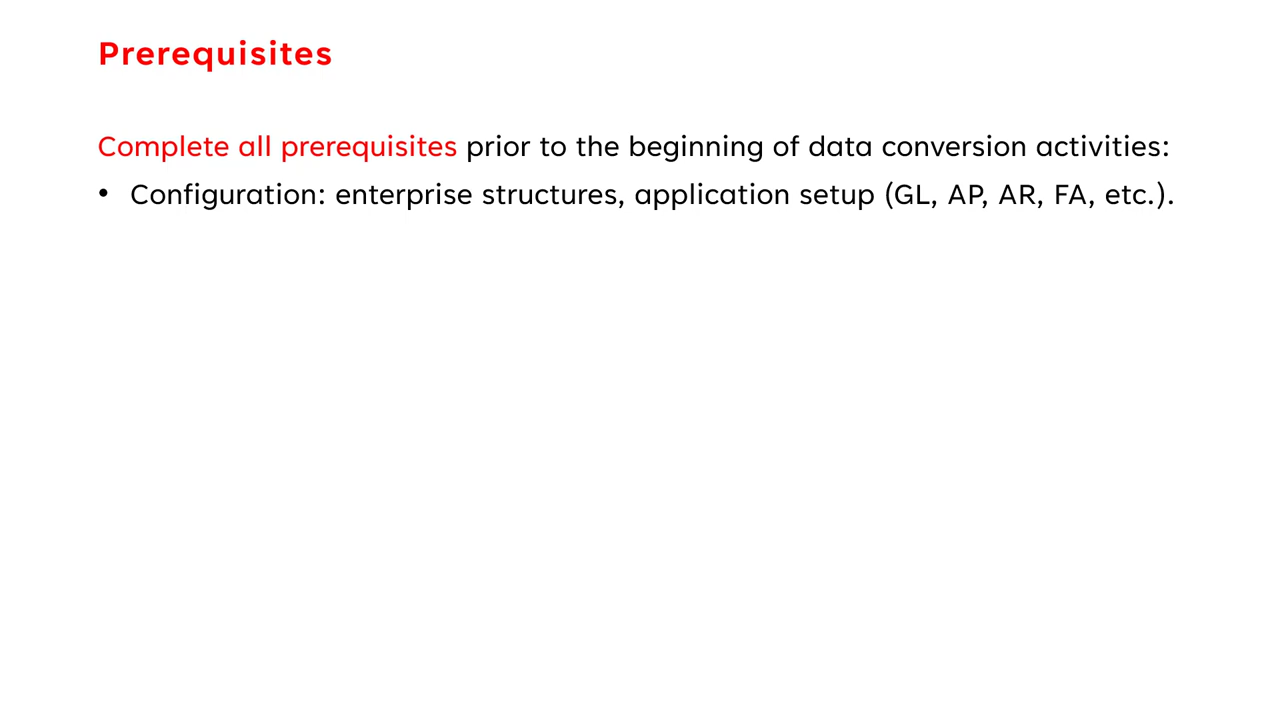 Prerequisites
Complete all prerequisites prior to the beginning of data conversion activities:
• Configuration: enterprise structures, application setup (GL, AP, AR, FA, etc.).